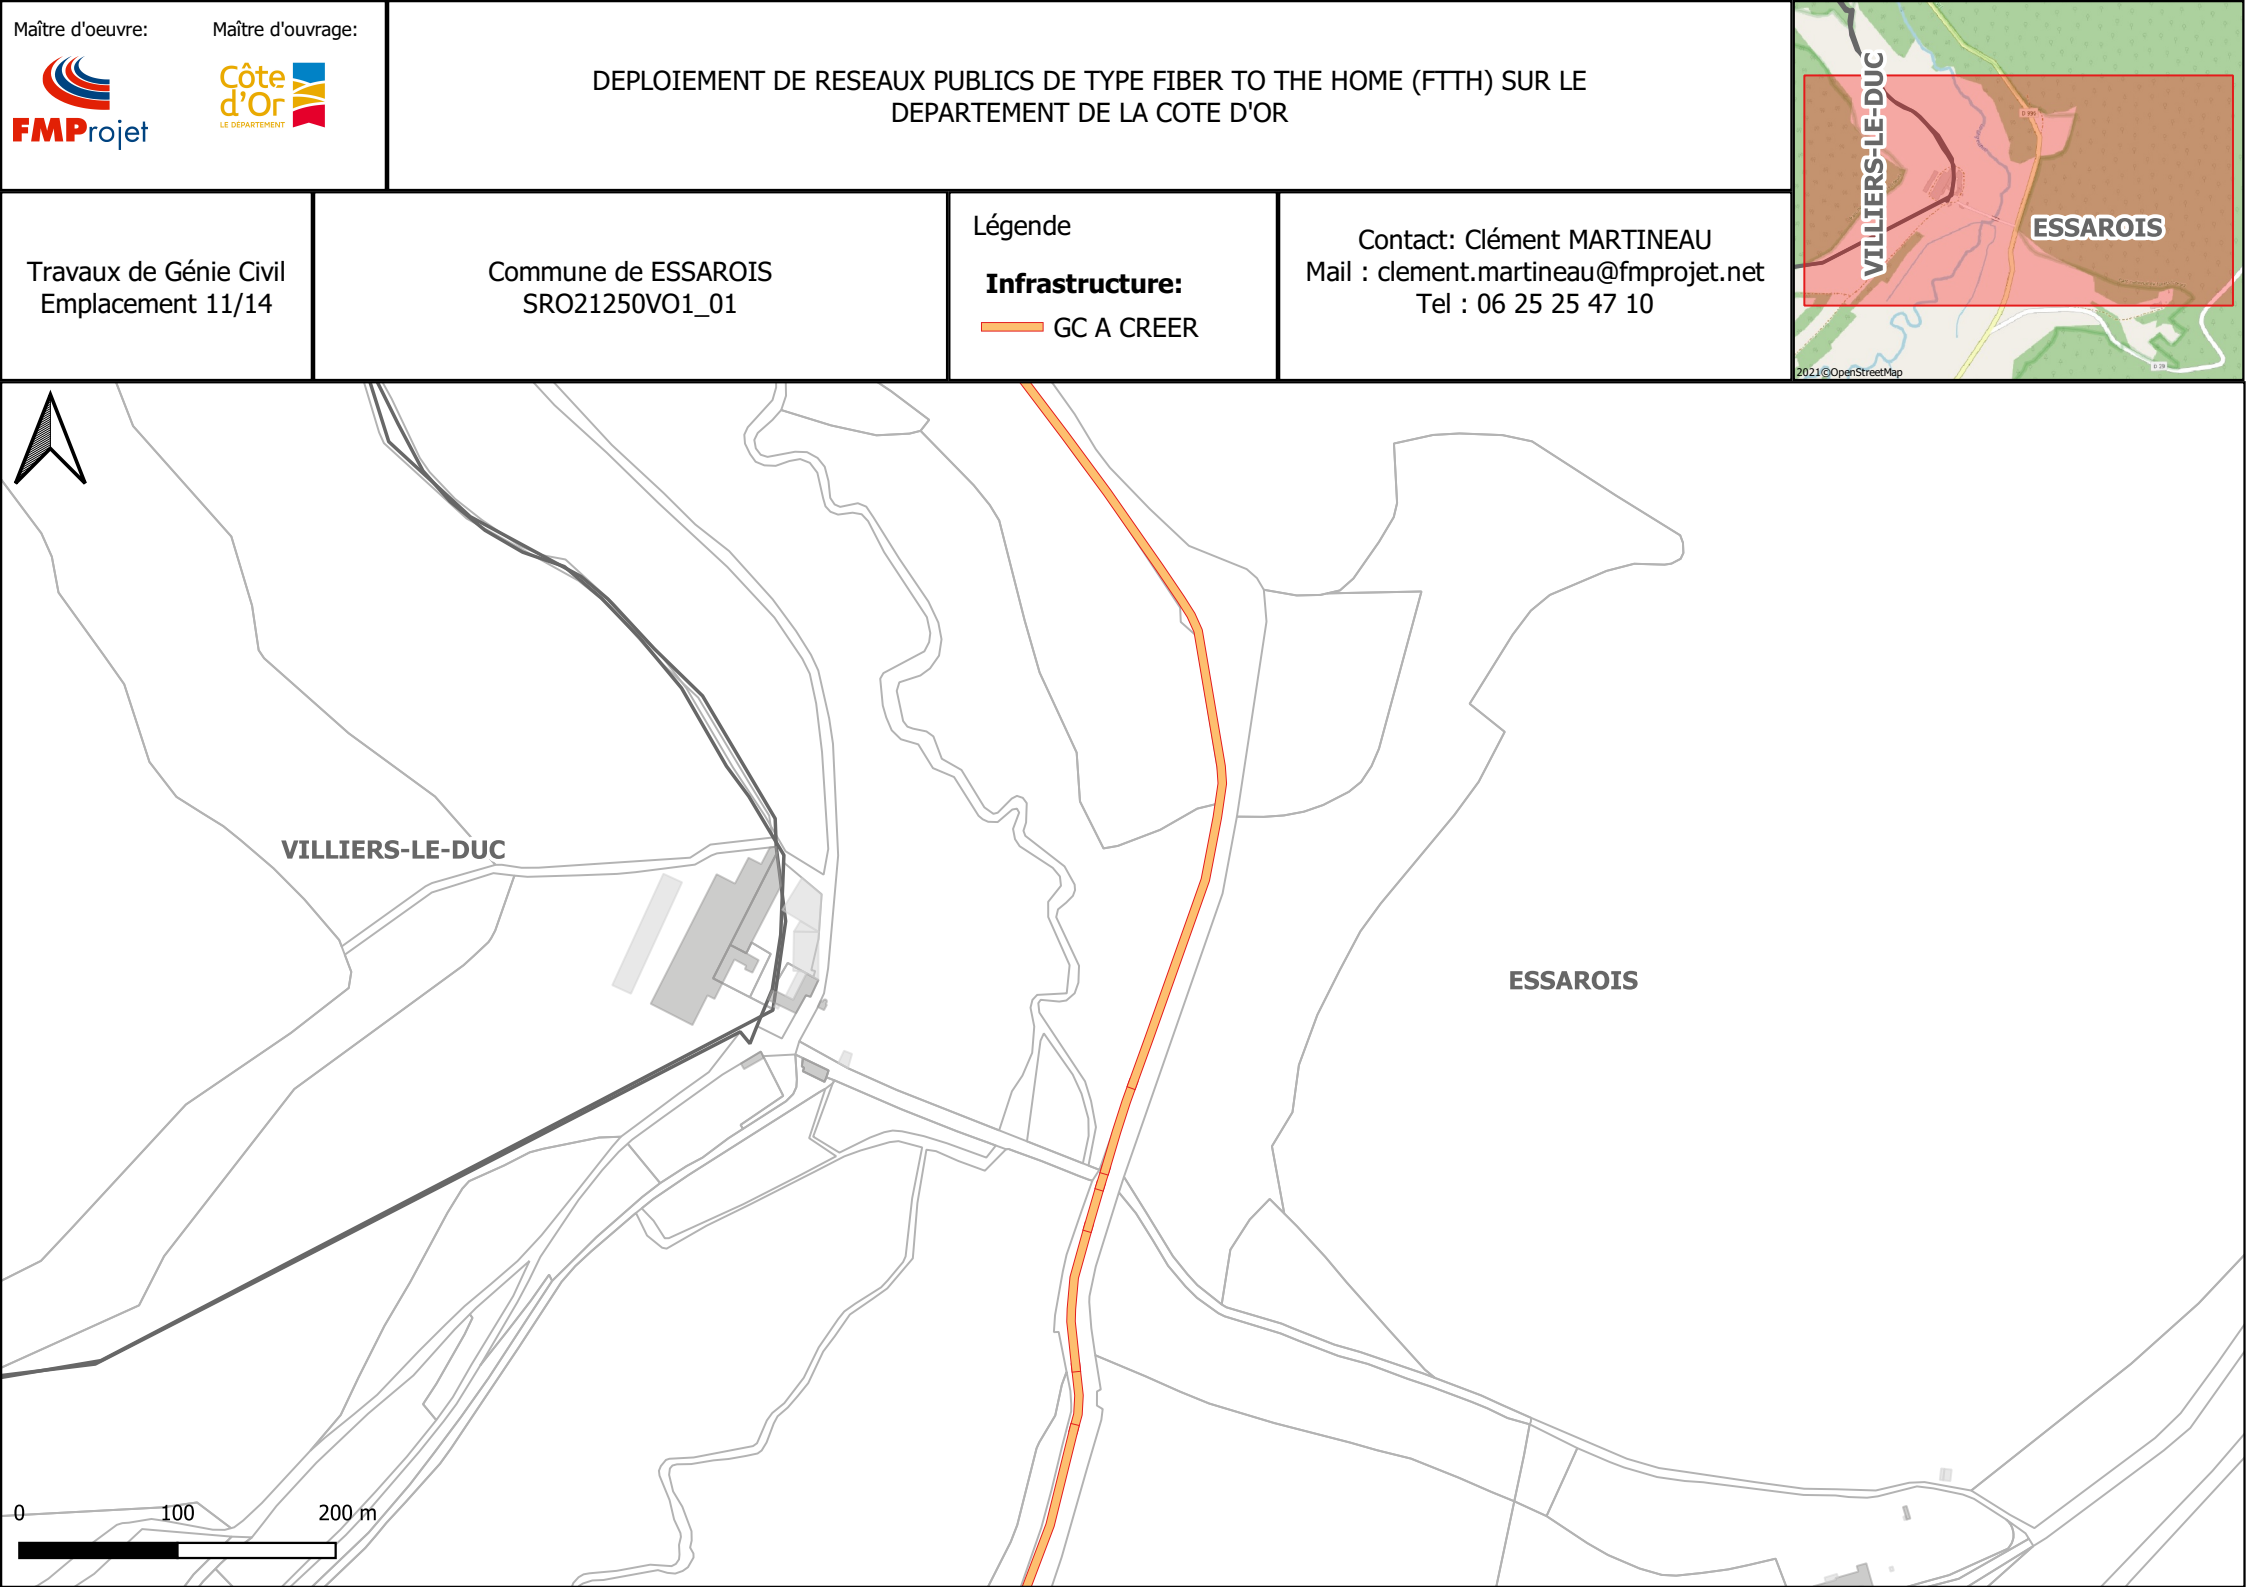 Maître d'oeuvre:
Maître d'ouvrage:
FMProjet
Côte
d'Or
LE DÉPARTEMENT
DEPLOIEMENT DE RESEAUX PUBLICS DE TYPE FIBER TO THE HOME (FTTH) SUR LE
DEPARTEMENT DE LA COTE D'OR
Travaux de Génie Civil
Emplacement 11/14
Commune de ESSAROIS
SRO21250VO1_01
Légende
Infrastructure:
GC A CREER
Contact: Clément MARTINEAU
Mail : clement.martineau@fmprojet.net
Tel : 06 25 25 47 10
VILLIERS-LE-DUC
ESSAROIS
D 29
2021©OpenStreetMap
VILLIERS-LE-DUC
ESSAROIS
0 100 200 m